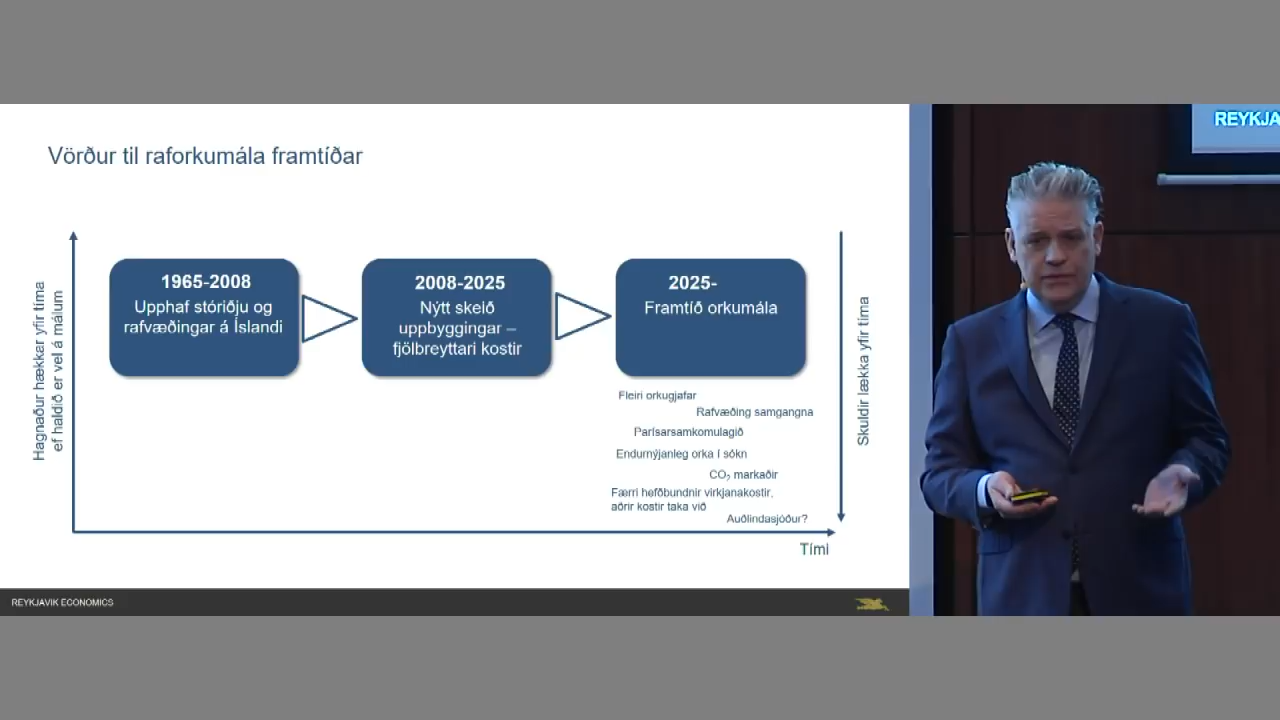 Vörður til raforkumála framtíðar
Hagnaður hækkar yfir tíma
ef haldið er vel á málum
1965-2008
Upphaf stóriðju og
rafvæðingar á Íslandi
2008-2025
Nýtt skeið
uppbyggingar –
fjölbreyttari kostir
2025-
Framtíð orkumála
Fleiri orkugjafar
Rafvæðing samgangna
Parísarsamkomulagið
Endurnýjanleg orka í sókn
CO₂ markaðir
Færri hefðbundnir virkjanakostir,
aðrir kostir taka við
Auðlindasjóður?
Skuldir lækka yfir tíma
Tími
REYKJAVIK ECONOMICS
REYKJA